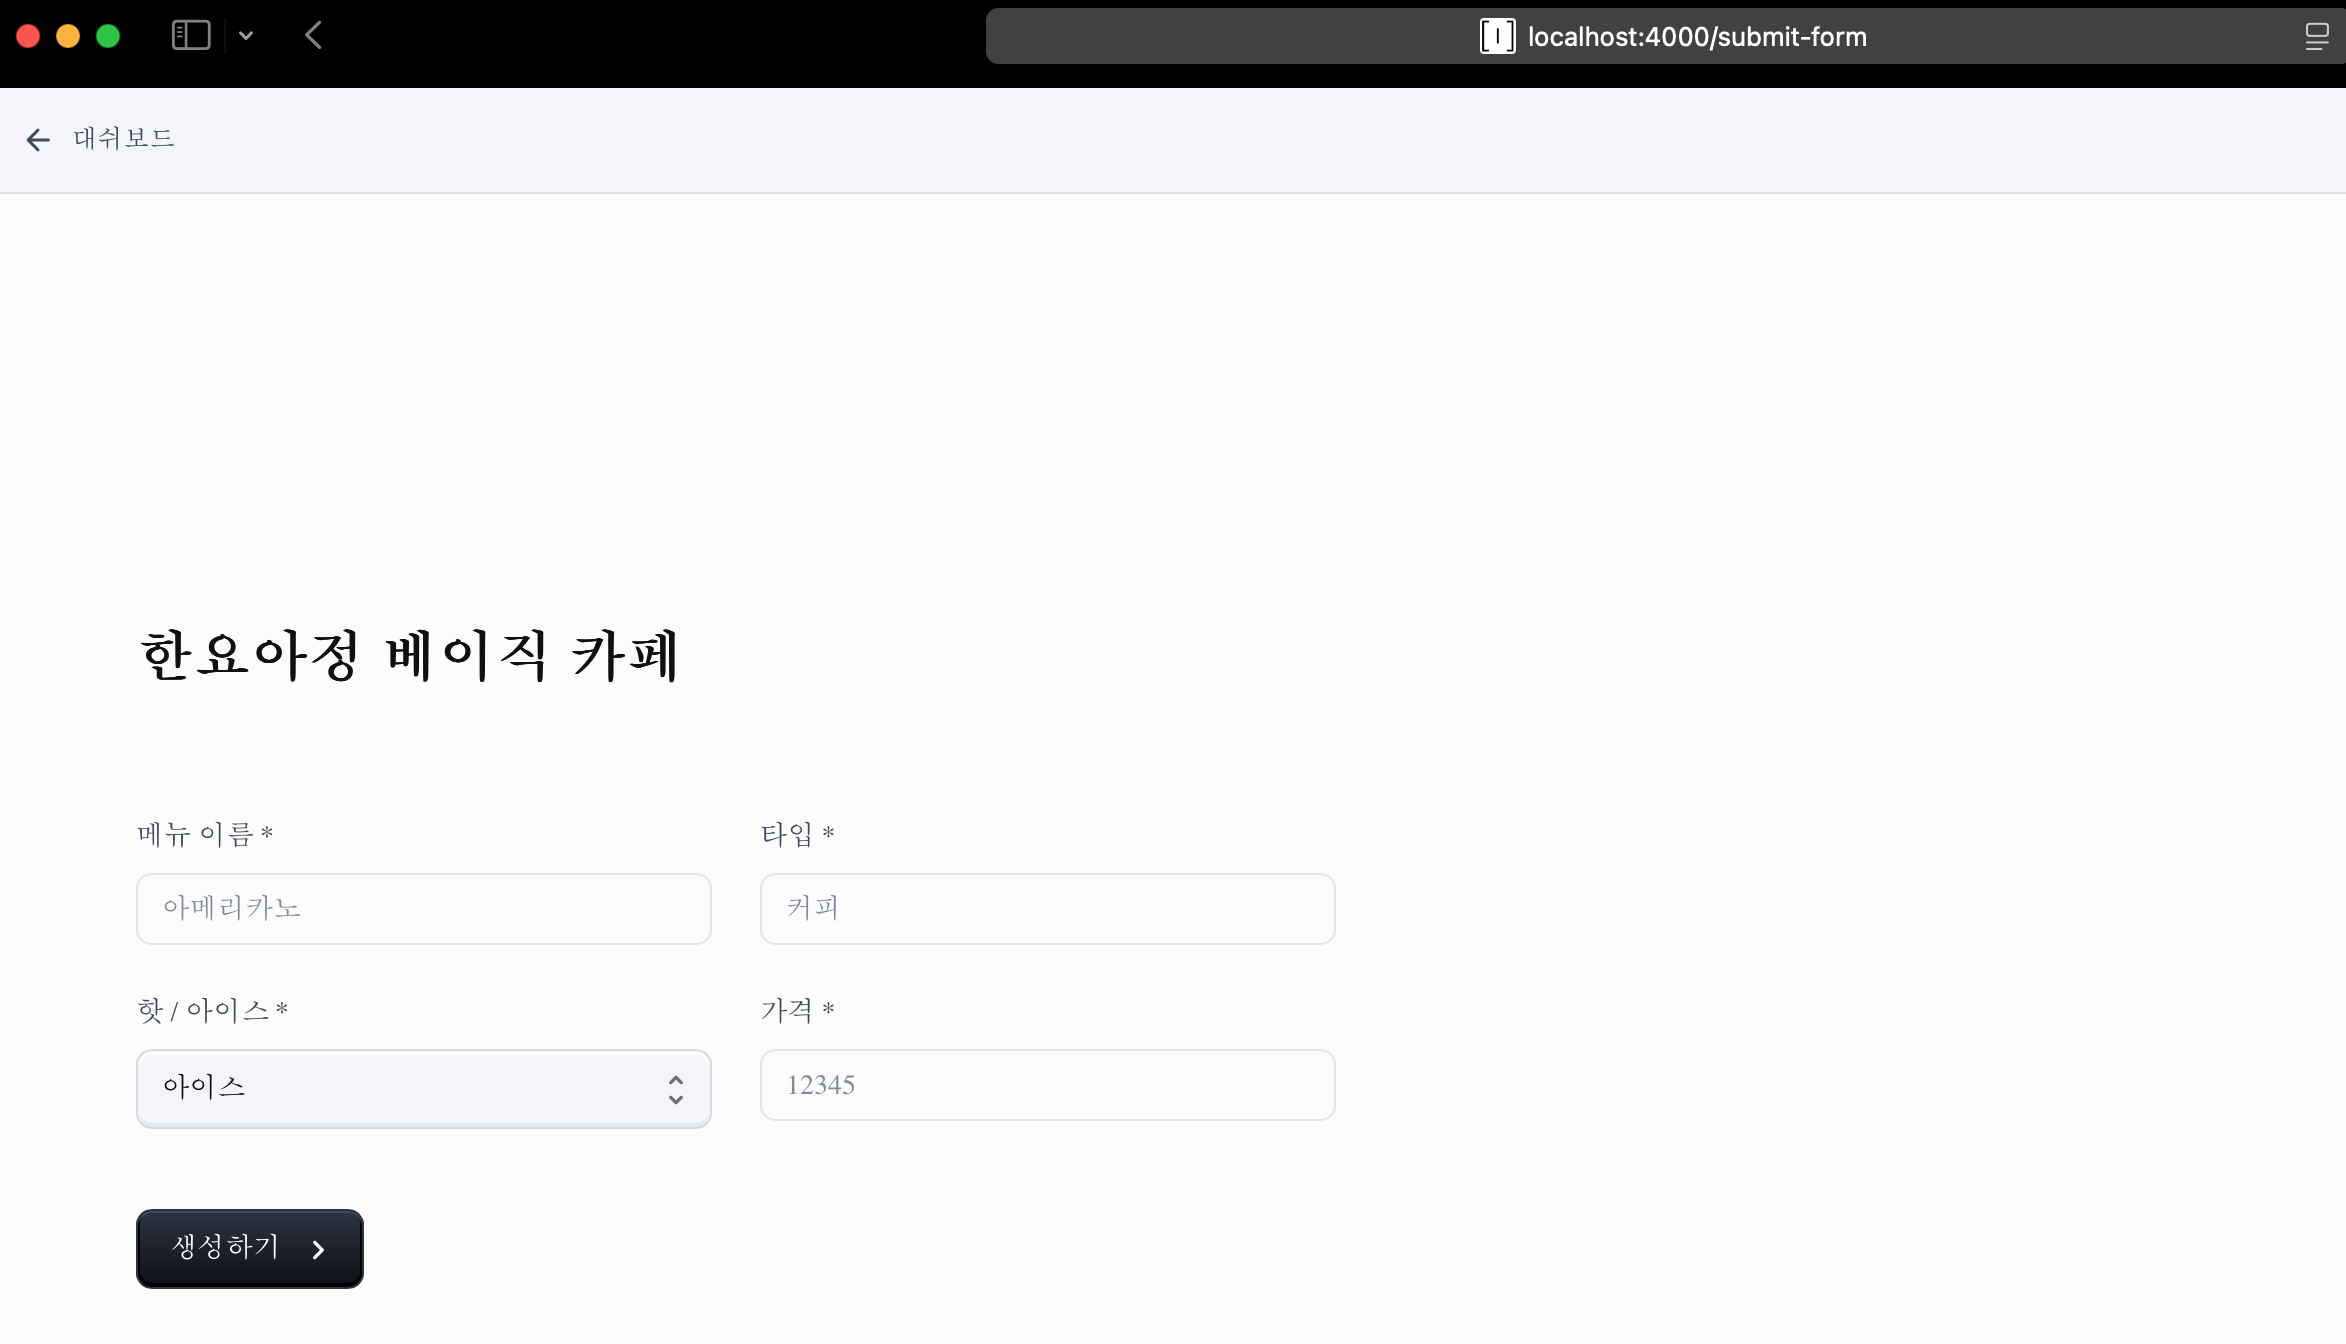 localhost:4000/submit-form
대쉬보드
한요아정 베이직 카페
메뉴 이름 *
타입 *
아메리카노
커피
핫 / 아이스 *
가격 *
아이스
12345
생성하기